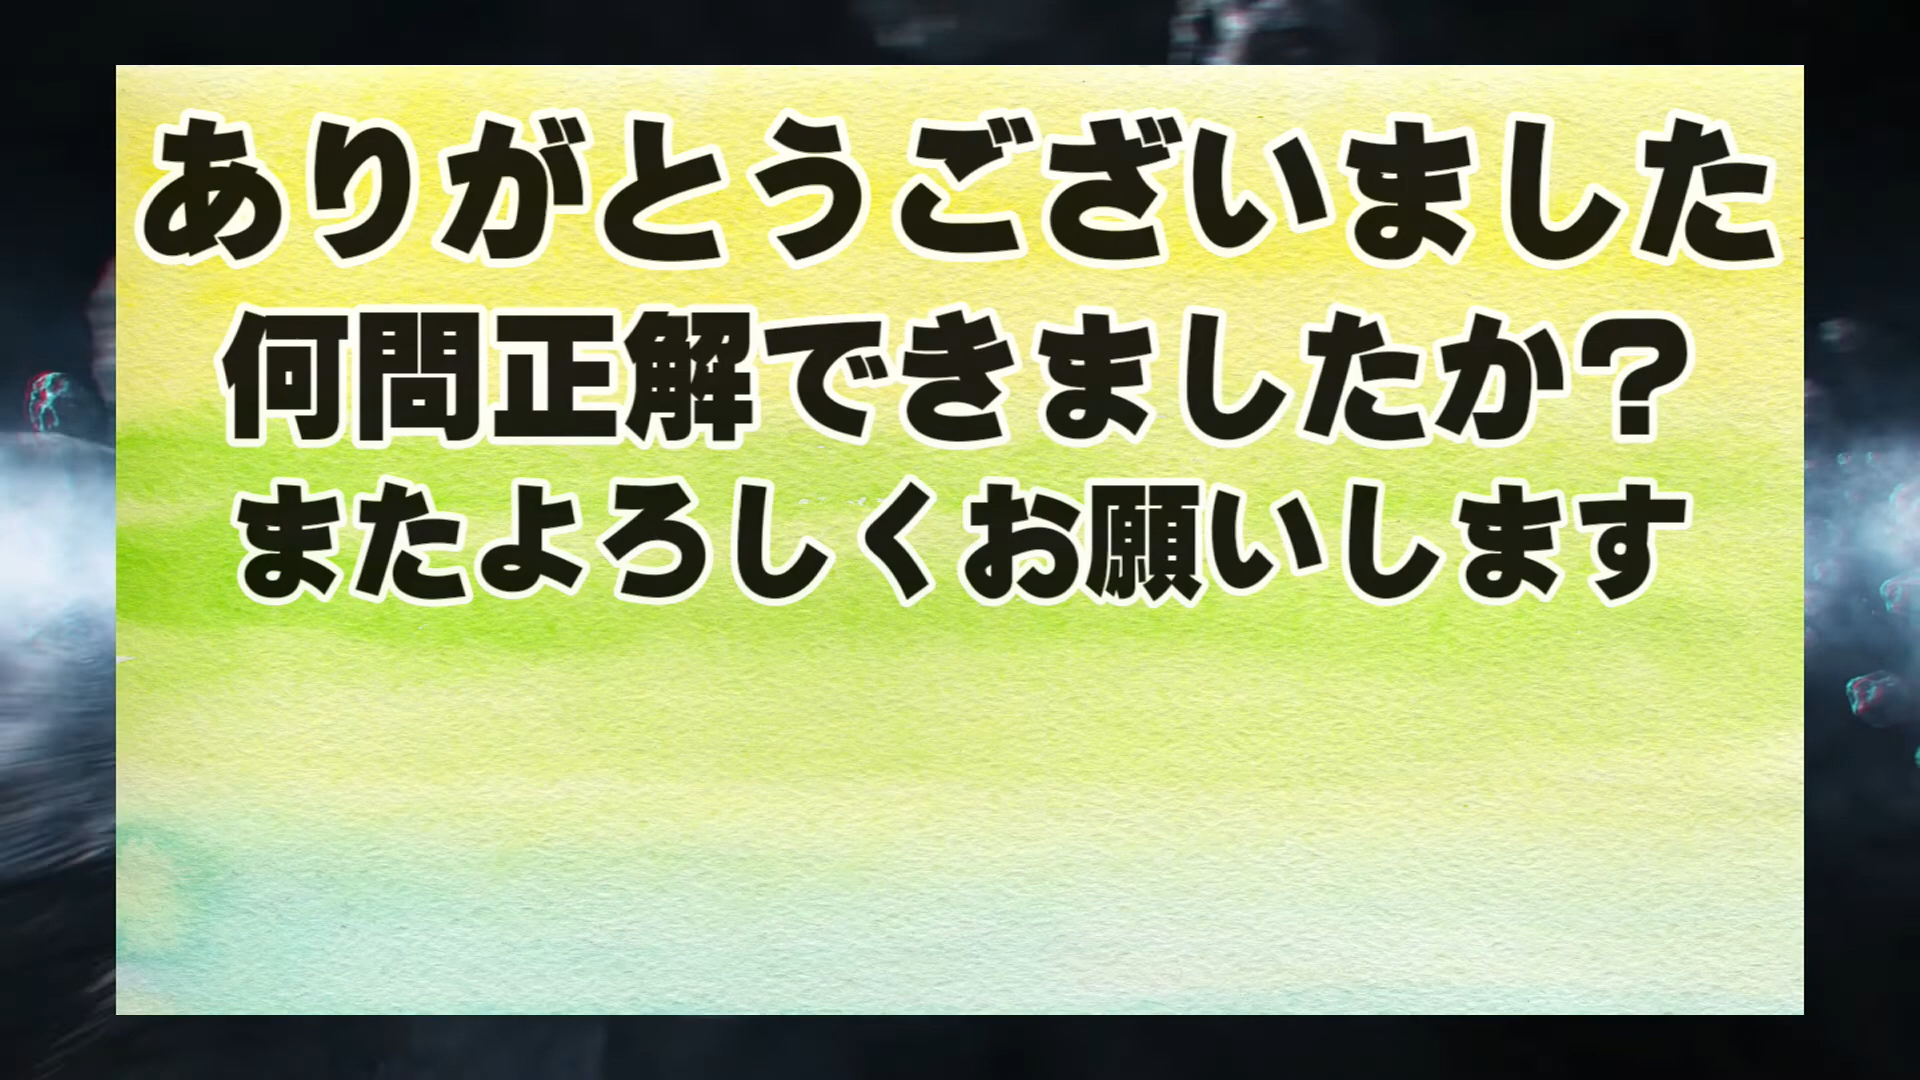 ありがとうございました
何問正解できましたか?
またよろしくお願いします